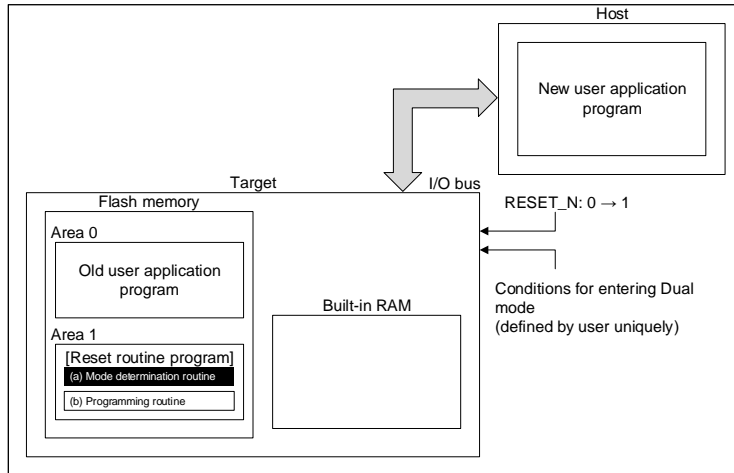 Host
New user application
program
Target
I/O bus
Flash memory
RESET_N: 0 → 1
Area 0
Old user application
program
Conditions for entering Dual
mode
(defined by user uniquely)
Built-in RAM
Area 1
[Reset routine program]
(a) Mode determination routine
(b) Programming routine